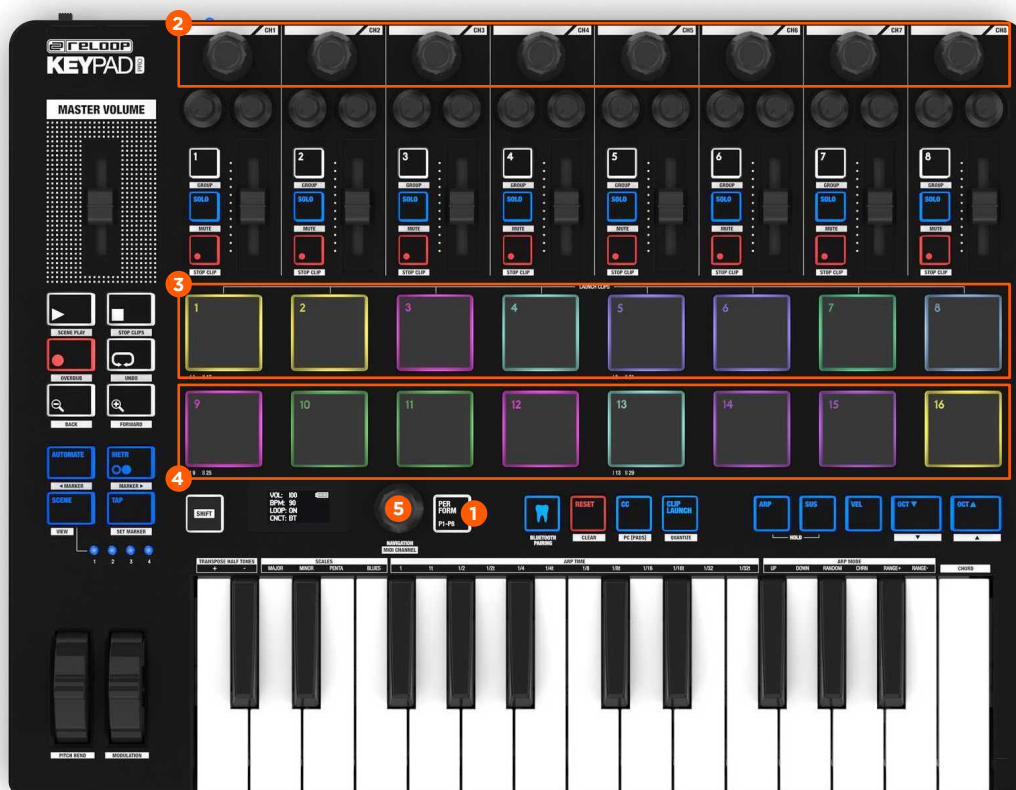 2
CH1 CH2 CH3 CH4 CH5 CH6 CH7 CH8
reloop
KEYPAD PRO
MASTER VOLUME
1 2 3 4 5 6 7 8
GROUP GROUP GROUP GROUP GROUP GROUP GROUP GROUP
SOLO SOLO SOLO SOLO SOLO SOLO SOLO SOLO
MUTE MUTE MUTE MUTE MUTE MUTE MUTE MUTE
STOP CLIP STOP CLIP STOP CLIP STOP CLIP STOP CLIP STOP CLIP STOP CLIP STOP CLIP
3
LAUNCH CLIPS
1 2 3 4 5 6 7 8
SCENE PLAY STOP CLIPS
OVERDUB UNDO
BACK FORWARD
4
9 10 11 12 13 14 15 16
I 9 II 25 I 13 II 29
AUTOMATE METR
◄ MARKER MARKER ►
SCENE TAP
VIEW SET MARKER
1 2 3 4
SHIFT
VOL: 100
BPM: 90
LOOP: ON
CNCT: BT
5
NAVIGATION
MIDI CHANNEL
PER
FORM
P1-P8
1
BLUETOOTH
PAIRING
RESET
CLEAR
CC
PC [PADS]
CLIP
LAUNCH
QUANTIZE
ARP SUS VEL OCT ▼ OCT ▲
HOLD ▼ ▲
TRANSPOSE HALF TONES SCALES ARP TIME ARP MODE
+ - MAJOR MINOR PENTA BLUES 1 1t 1/2 1/2t 1/4 1/4t 1/8 1/8t 1/16 1/16t 1/32 1/32t UP DOWN RANDOM CHRN RANGE+ RANGE- CHORD
PITCH BEND MODULATION